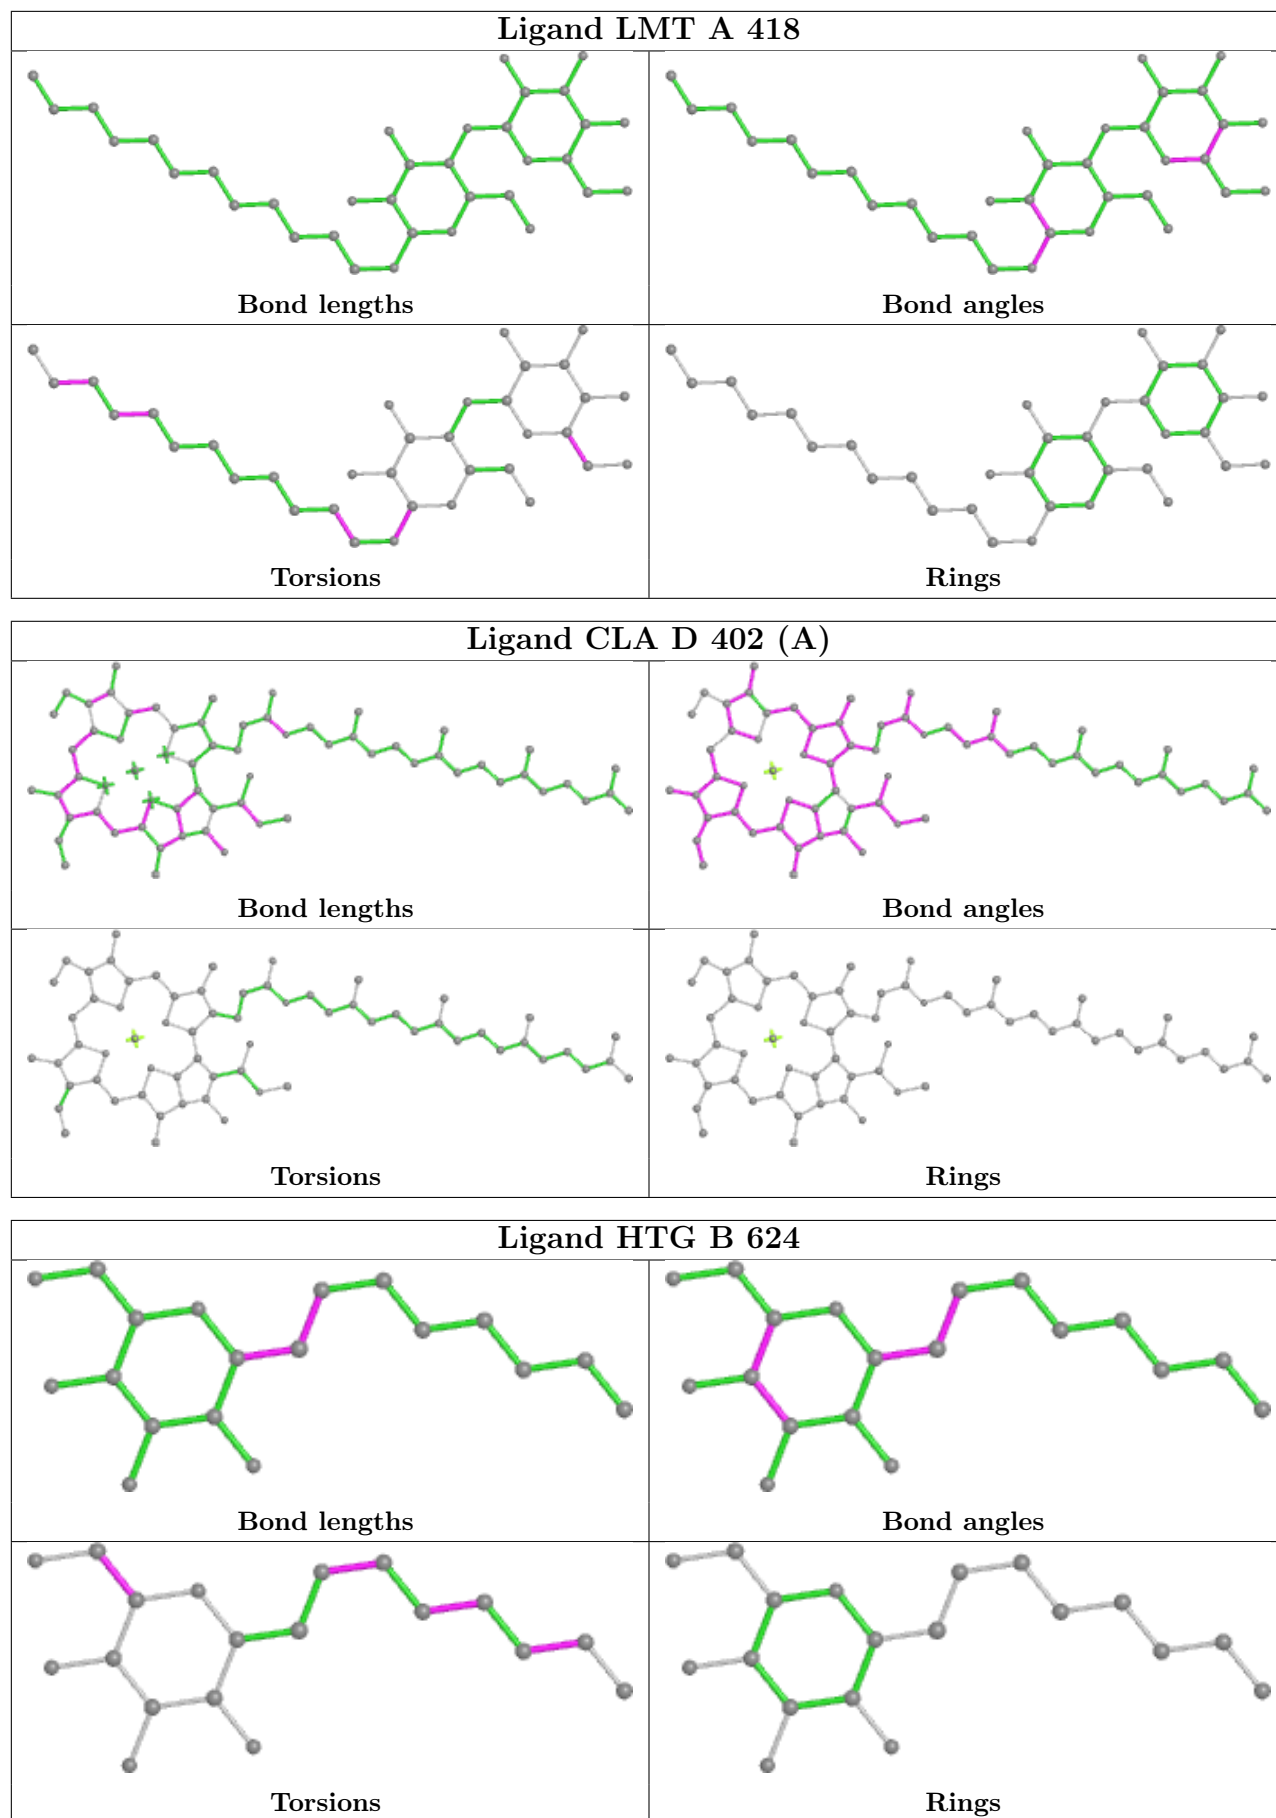 Ligand LMT A 418
Bond lengths
Bond angles
Torsions
Rings
Ligand CLA D 402 (A)
Bond lengths
Bond angles
Torsions
Rings
Ligand HTG B 624
Bond lengths
Bond angles
Torsions
Rings